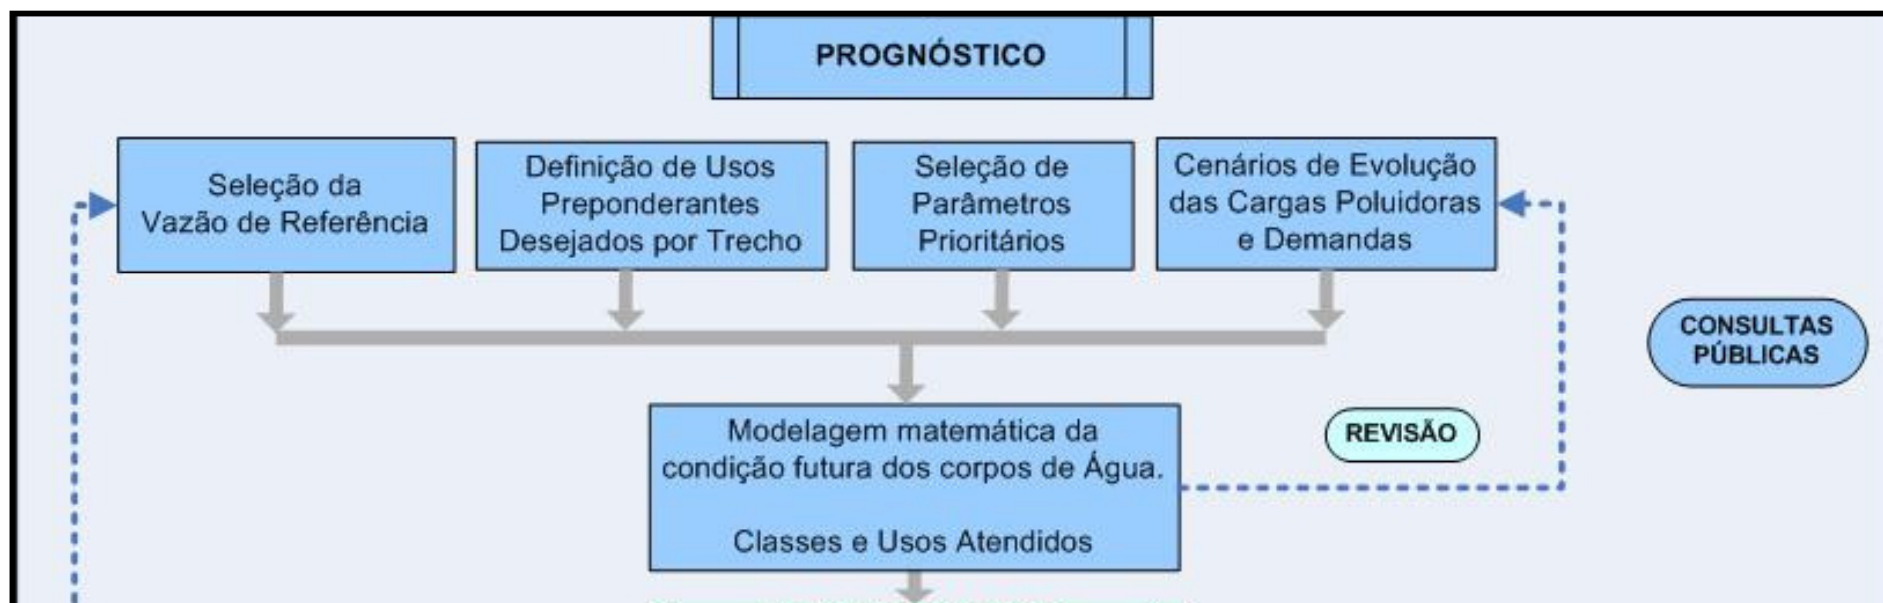 PROGNÓSTICO
Seleção da
Vazão de Referência
Definição de Usos
Preponderantes
Desejados por Trecho
Seleção de
Parâmetros
Prioritários
Cenários de Evolução
das Cargas Poluidoras
e Demandas
CONSULTAS
PÚBLICAS
REVISÃO
Modelagem matemática da
condição futura dos corpos de Água.
Classes e Usos Atendidos